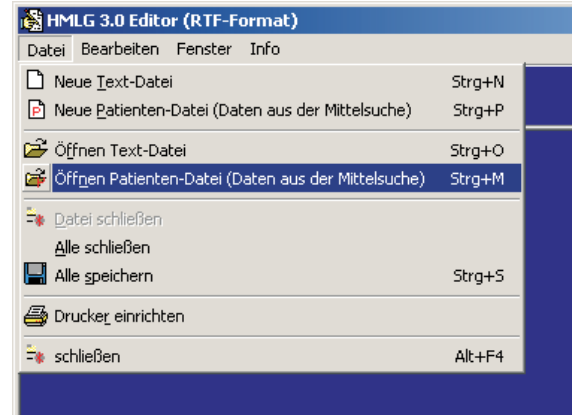 HMLG 3.0 Editor (RTF-Format)
Datei Bearbeiten Fenster Info
Neue Text-Datei Strg+N
Neue Patienten-Datei (Daten aus der Mittelsuche) Strg+P
Öffnen Text-Datei Strg+O
Öffnen Patienten-Datei (Daten aus der Mittelsuche) Strg+M
Datei schließen
Alle schließen
Alle speichern Strg+S
Drucker einrichten
schließen Alt+F4